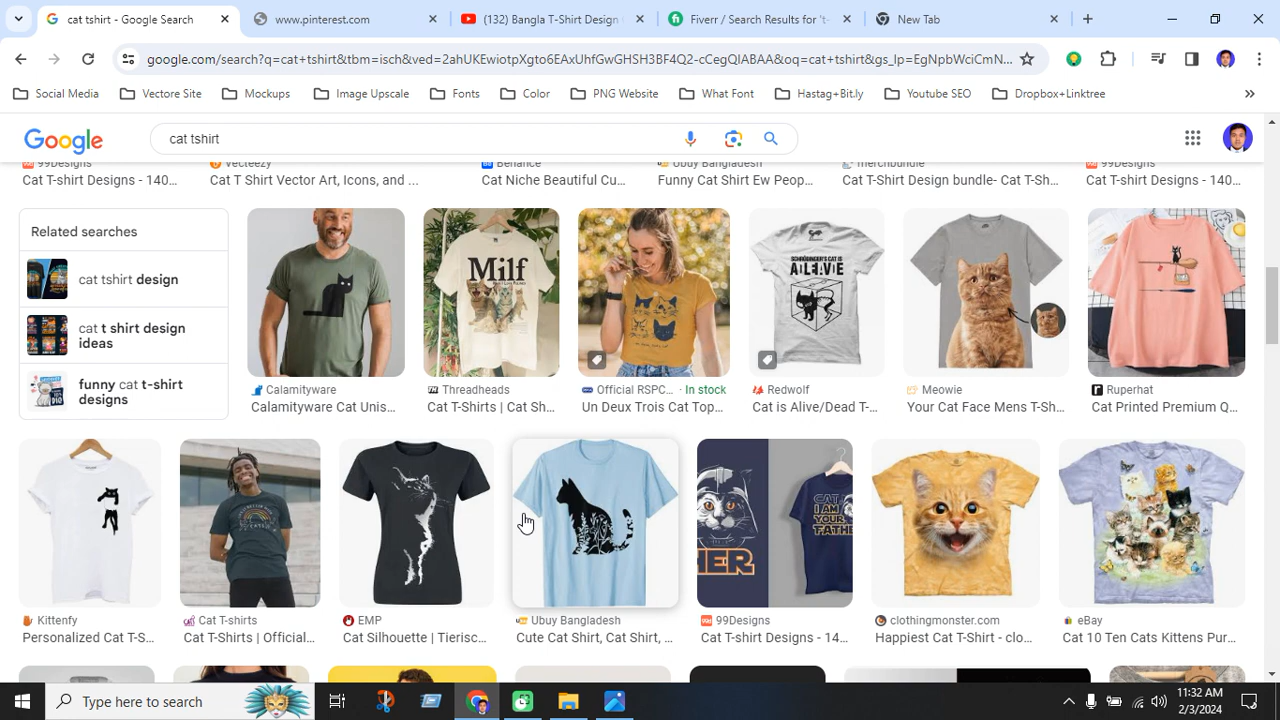 cat tshirt - Google Search
www.pinterest.com
(132) Bangla T-Shirt Design
Fiverr / Search Results for 't-
New Tab
google.com/search?q=cat+tshirt&tbm=isch&ved=2ahUKEwiotpXgto6EAxUhfGwGHSH3BF4Q2-cCegQIABAA&oq=cat+tshirt&gs_lp=EgNpbWciCmN...
Social Media
Vectore Site
Mockups
Image Upscale
Fonts
Color
PNG Website
What Font
Hastag+Bit.ly
Youtube SEO
Dropbox+Linktree
Google
cat tshirt
99Designs
Vecteezy
Behance
Ubuy Bangladesh
merchbundle
99Designs
Cat T-shirt Designs - 140...
Cat T Shirt Vector Art, Icons, and ...
Cat Niche Beautiful Cu...
Funny Cat Shirt Ew Peop...
Cat T-Shirt Design bundle- Cat T-Sh...
Cat T-shirt Designs - 140...
Related searches
cat tshirt design
cat t shirt design
ideas
funny cat t-shirt
designs
Milf
SCHRÖDINGER'S CAT IS
Calamityware
Calamityware Cat Unis...
Threadheads
Cat T-Shirts | Cat Sh...
Official RSPC... · In stock
Un Deux Trois Cat Top...
Redwolf
Cat is Alive/Dead T-...
Meowie
Your Cat Face Mens T-Sh...
Ruperhat
Cat Printed Premium Q...
CAT
I AM
YOUR
FATHE
HER
Kittenfy
Personalized Cat T-S...
Cat T-shirts
Cat T-Shirts | Official...
EMP
Cat Silhouette | Tierisc...
Ubuy Bangladesh
Cute Cat Shirt, Cat Shirt, ...
99Designs
Cat T-shirt Designs - 14...
clothingmonster.com
Happiest Cat T-Shirt - clo...
eBay
Cat 10 Ten Cats Kittens Pur...
Type here to search
11:32 AM
2/3/2024